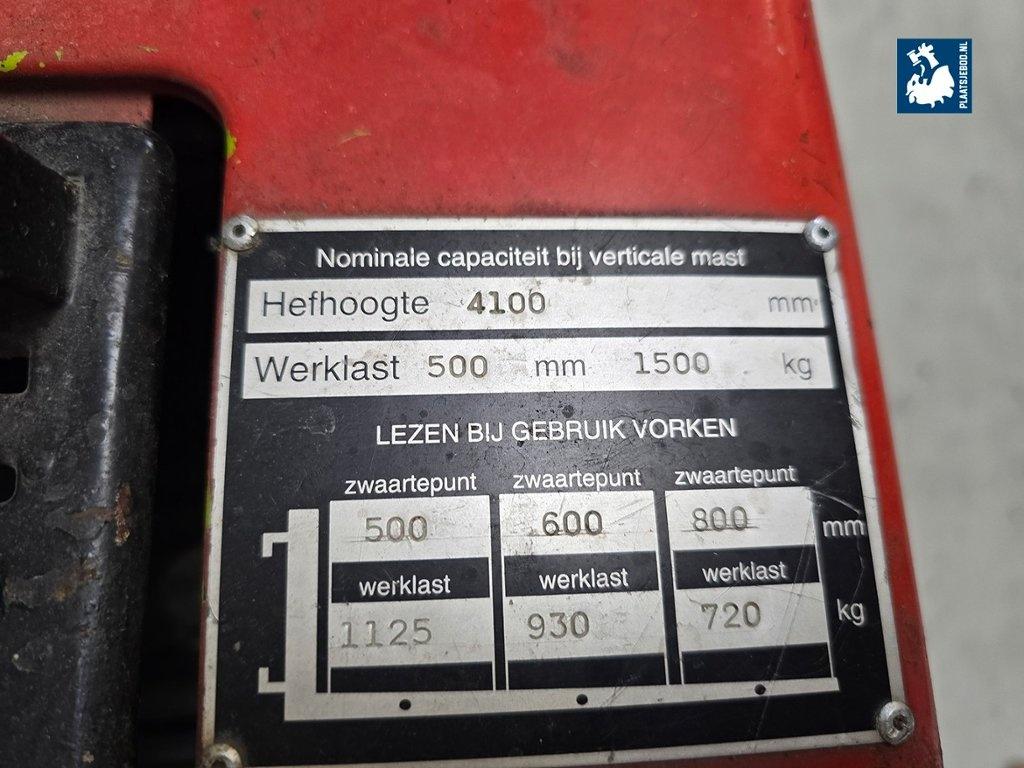 PLAATSJEBOD.NL
Nominale capaciteit bij verticale mast
Hefhoogte 4100 mm
Werklast 500 mm 1500 kg
LEZEN BIJ GEBRUIK VORKEN
zwaartepunt zwaartepunt zwaartepunt
500 600 800 mm
werklast werklast werklast
1125 930 720 kg